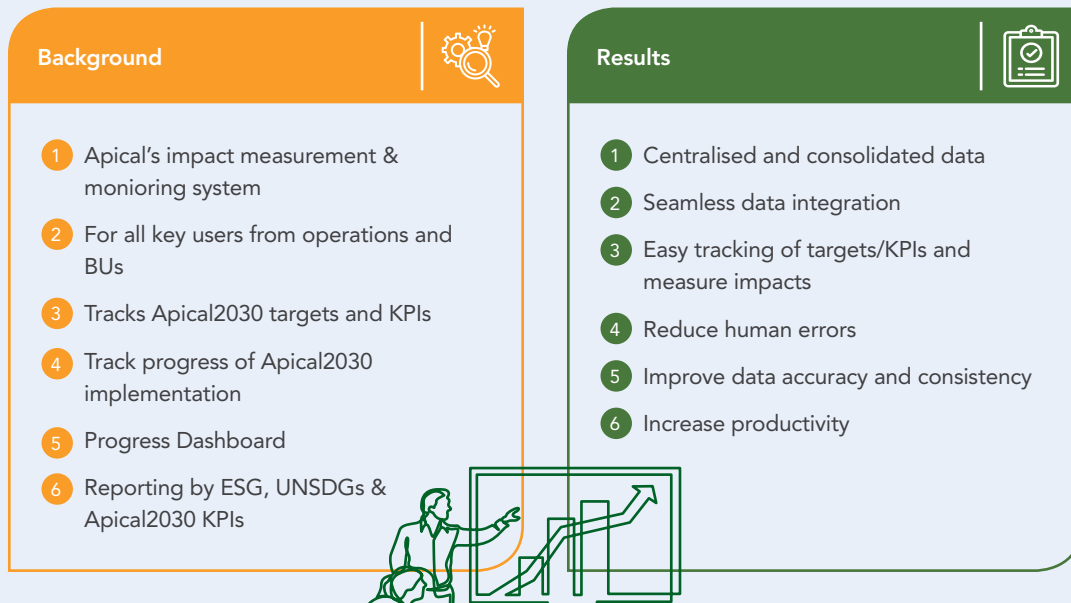 Background
1 Apical's impact measurement &
monioring system
2 For all key users from operations and
BUs
3 Tracks Apical2030 targets and KPIs
4 Track progress of Apical2030
implementation
5 Progress Dashboard
6 Reporting by ESG, UNSDGs &
Apical2030 KPIs
Results
1 Centralised and consolidated data
2 Seamless data integration
3 Easy tracking of targets/KPIs and
measure impacts
4 Reduce human errors
5 Improve data accuracy and consistency
6 Increase productivity